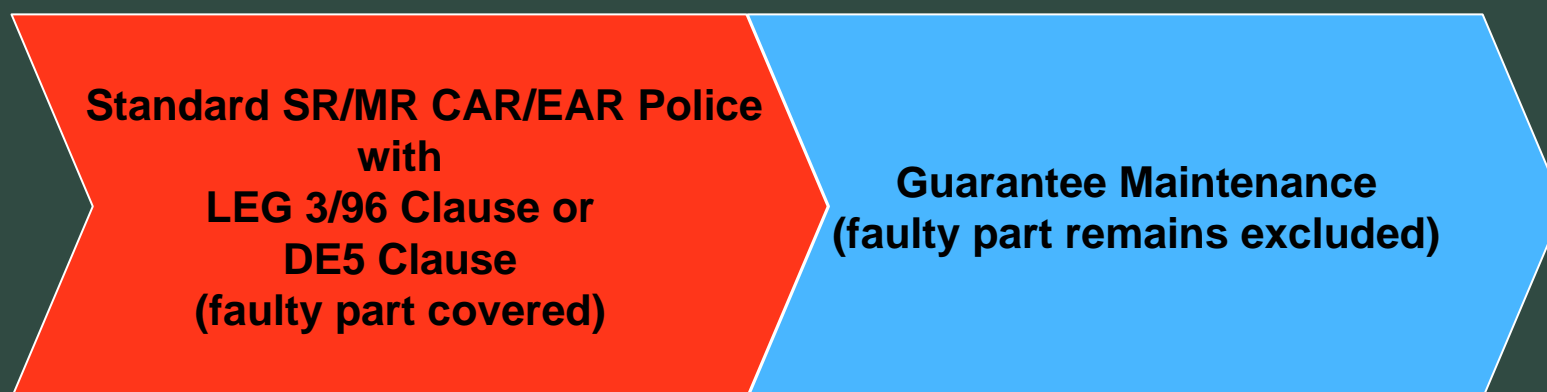 Standard SR/MR CAR/EAR Police
with
LEG 3/96 Clause or
DE5 Clause
(faulty part covered)
Guarantee Maintenance
(faulty part remains excluded)